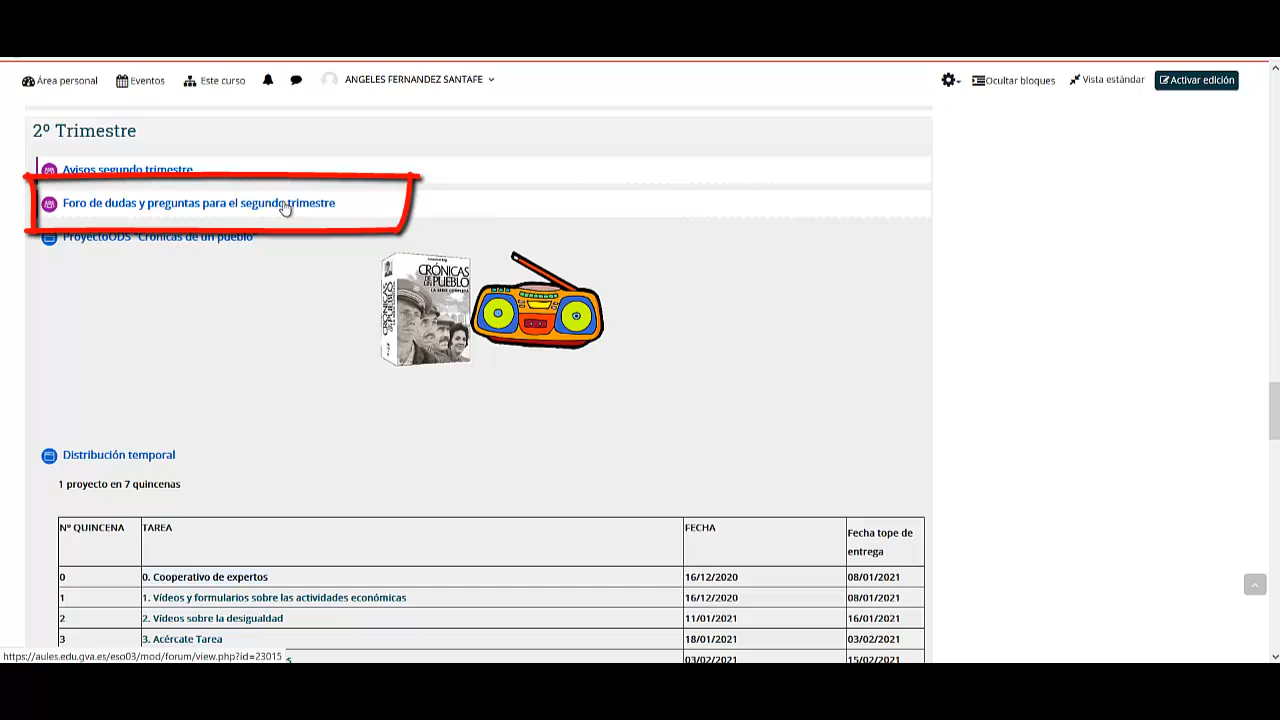 Área personal Eventos Este curso ANGELES FERNANDEZ SANTAFE Ocultar bloques Vista estándar Activar edición
2º Trimestre
Avisos segundo trimestre
Foro de dudas y preguntas para el segundo trimestre
ProyectoODS "Crónicas de un pueblo"
CRÓNICAS
DE UN PUEBLO
LA SERIE COMPLETA
Distribución temporal
1 proyecto en 7 quincenas
Nº QUINCENA TAREA FECHA Fecha tope de entrega
0 0. Cooperativo de expertos 16/12/2020 08/01/2021
1 1. Vídeos y formularios sobre las actividades económicas 16/12/2020 08/01/2021
2 2. Vídeos sobre la desigualdad 11/01/2021 16/01/2021
3 3. Acércate Tarea 18/01/2021 03/02/2021
03/02/2021 15/02/2021
https://aules.edu.gva.es/eso03/mod/forum/view.php?id=23015